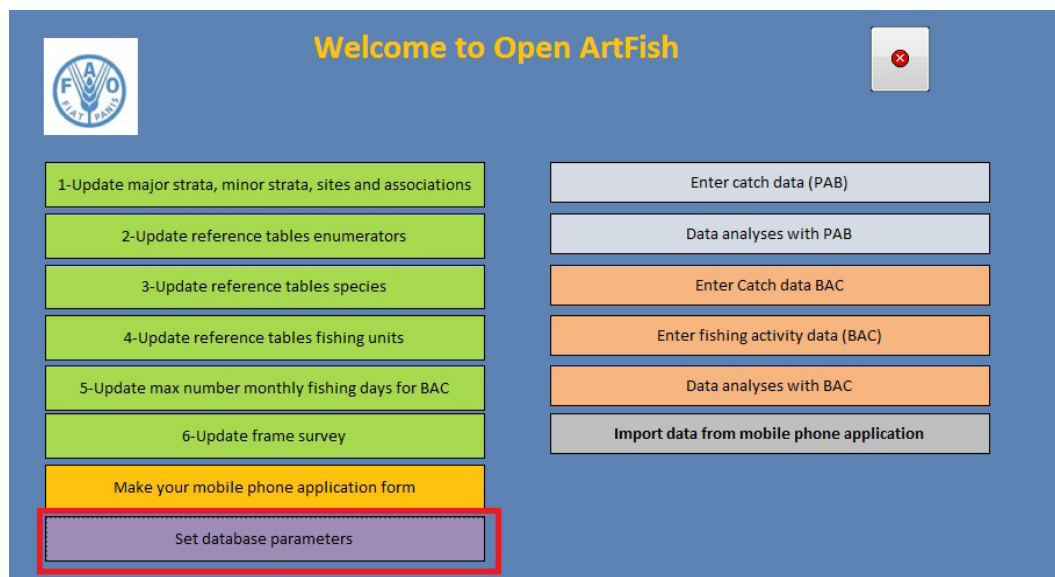 Welcome to Open ArtFish
F A O
FIAT PANIS
1-Update major strata, minor strata, sites and associations
2-Update reference tables enumerators
3-Update reference tables species
4-Update reference tables fishing units
5-Update max number monthly fishing days for BAC
6-Update frame survey
Make your mobile phone application form
Set database parameters
Enter catch data (PAB)
Data analyses with PAB
Enter Catch data BAC
Enter fishing activity data (BAC)
Data analyses with BAC
Import data from mobile phone application